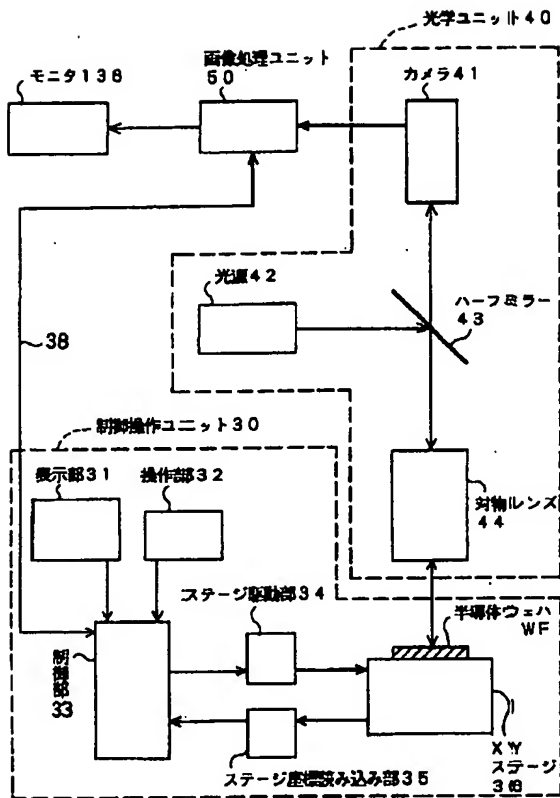 光学ユニット40
画像処理ユニット
50
カメラ41
モニタ136
光源42
ハーフミラー
43
38
制御操作ユニット30
表示部31
操作部32
対物レンズ
44
ステージ駆動部34
半導体ウェハ
WF
制御部
33
ステージ座標読み込み部35
XY
ステージ
36